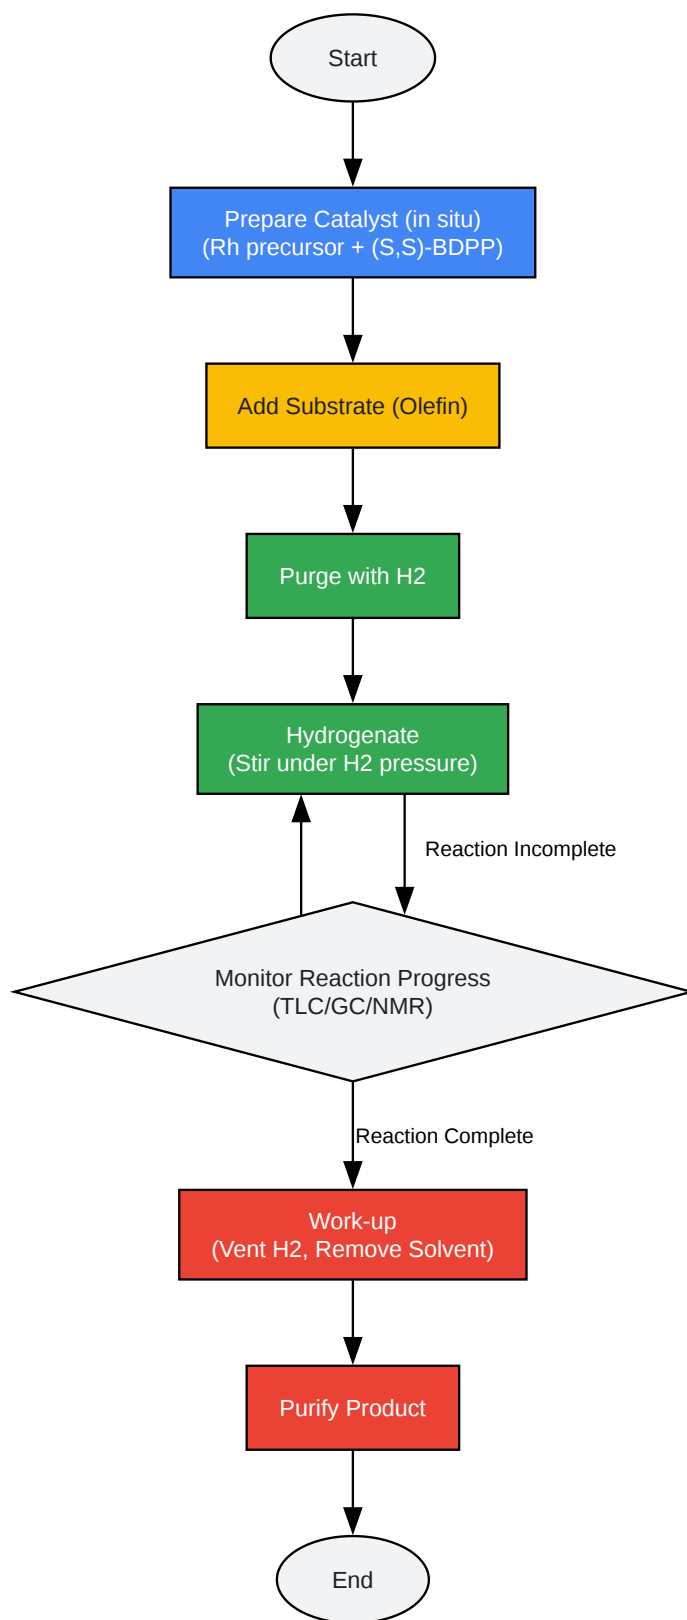 Start
Prepare Catalyst (in situ)
(Rh precursor + (S,S)-BDPP)
Add Substrate (Olefin)
Purge with H2
Hydrogenate
(Stir under H2 pressure)
Reaction Incomplete
Monitor Reaction Progress
(TLC/GC/NMR)
Reaction Complete
Work-up
(Vent H2, Remove Solvent)
Purify Product
End